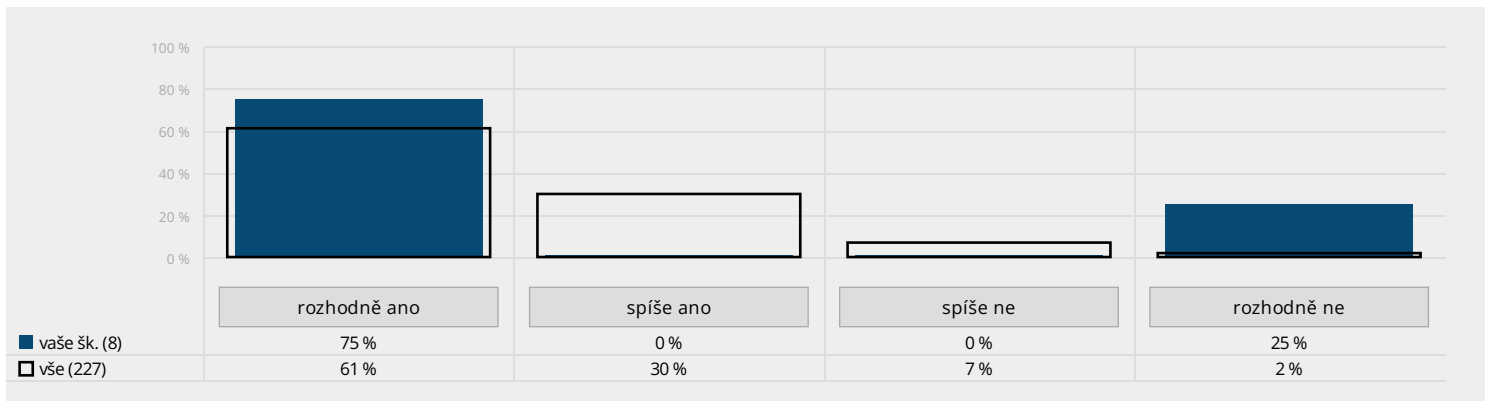 100 %
80 %
60 %
40 %
20 %
0 %
rozhodně ano spíše ano spíše ne rozhodně ne
vaše šk. (8) 75 % 0 % 0 % 25 %
vše (227) 61 % 30 % 7 % 2 %